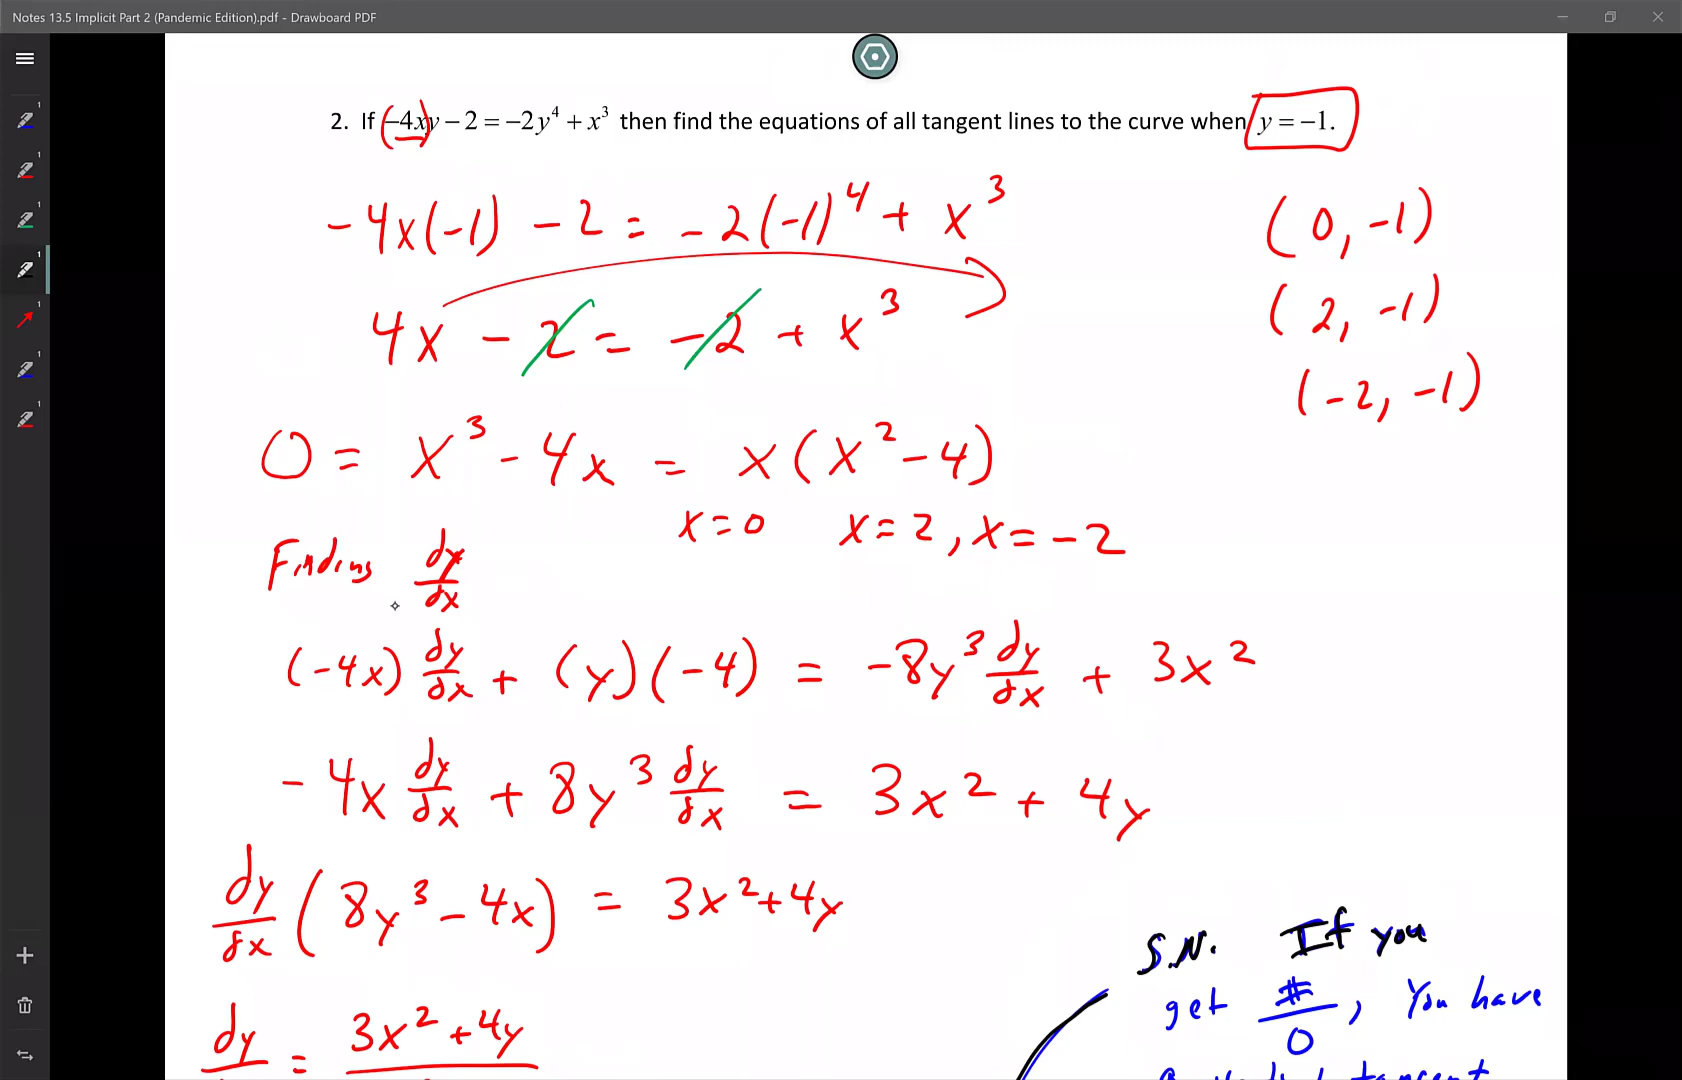 Notes 13.5 Implicit Part 2 (Pandemic Edition).pdf - Drawboard PDF
2. If (-4x)y − 2 = −2y⁴ + x³ then find the equations of all tangent lines to the curve when y = −1.
-4x(-1) - 2 = -2(-1)⁴ + x³
(0, -1)
4x - 2 = -2 + x³
(2, -1)
(-2, -1)
0 = x³ - 4x = x(x² - 4)
x = 0 x = 2, x = -2
Finding dy/dx
(-4x) dy/dx + (y)(-4) = -8y³ dy/dx + 3x²
-4x dy/dx + 8y³ dy/dx = 3x² + 4y
dy/dx (8y³ - 4x) = 3x² + 4y
S.N. If you
get #/0, You have
dy = 3x² + 4y
tangent